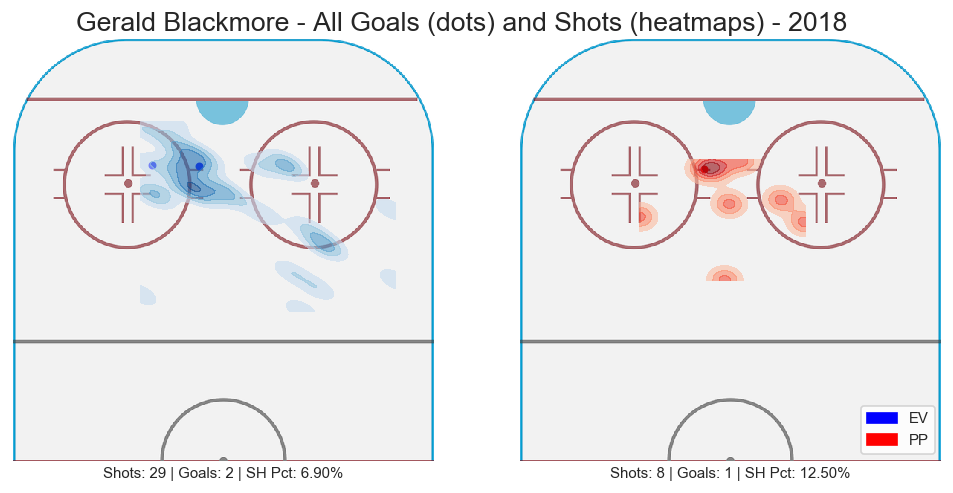 Gerald Blackmore - All Goals (dots) and Shots (heatmaps) - 2018
EV
PP
Shots: 29 | Goals: 2 | SH Pct: 6.90%
Shots: 8 | Goals: 1 | SH Pct: 12.50%